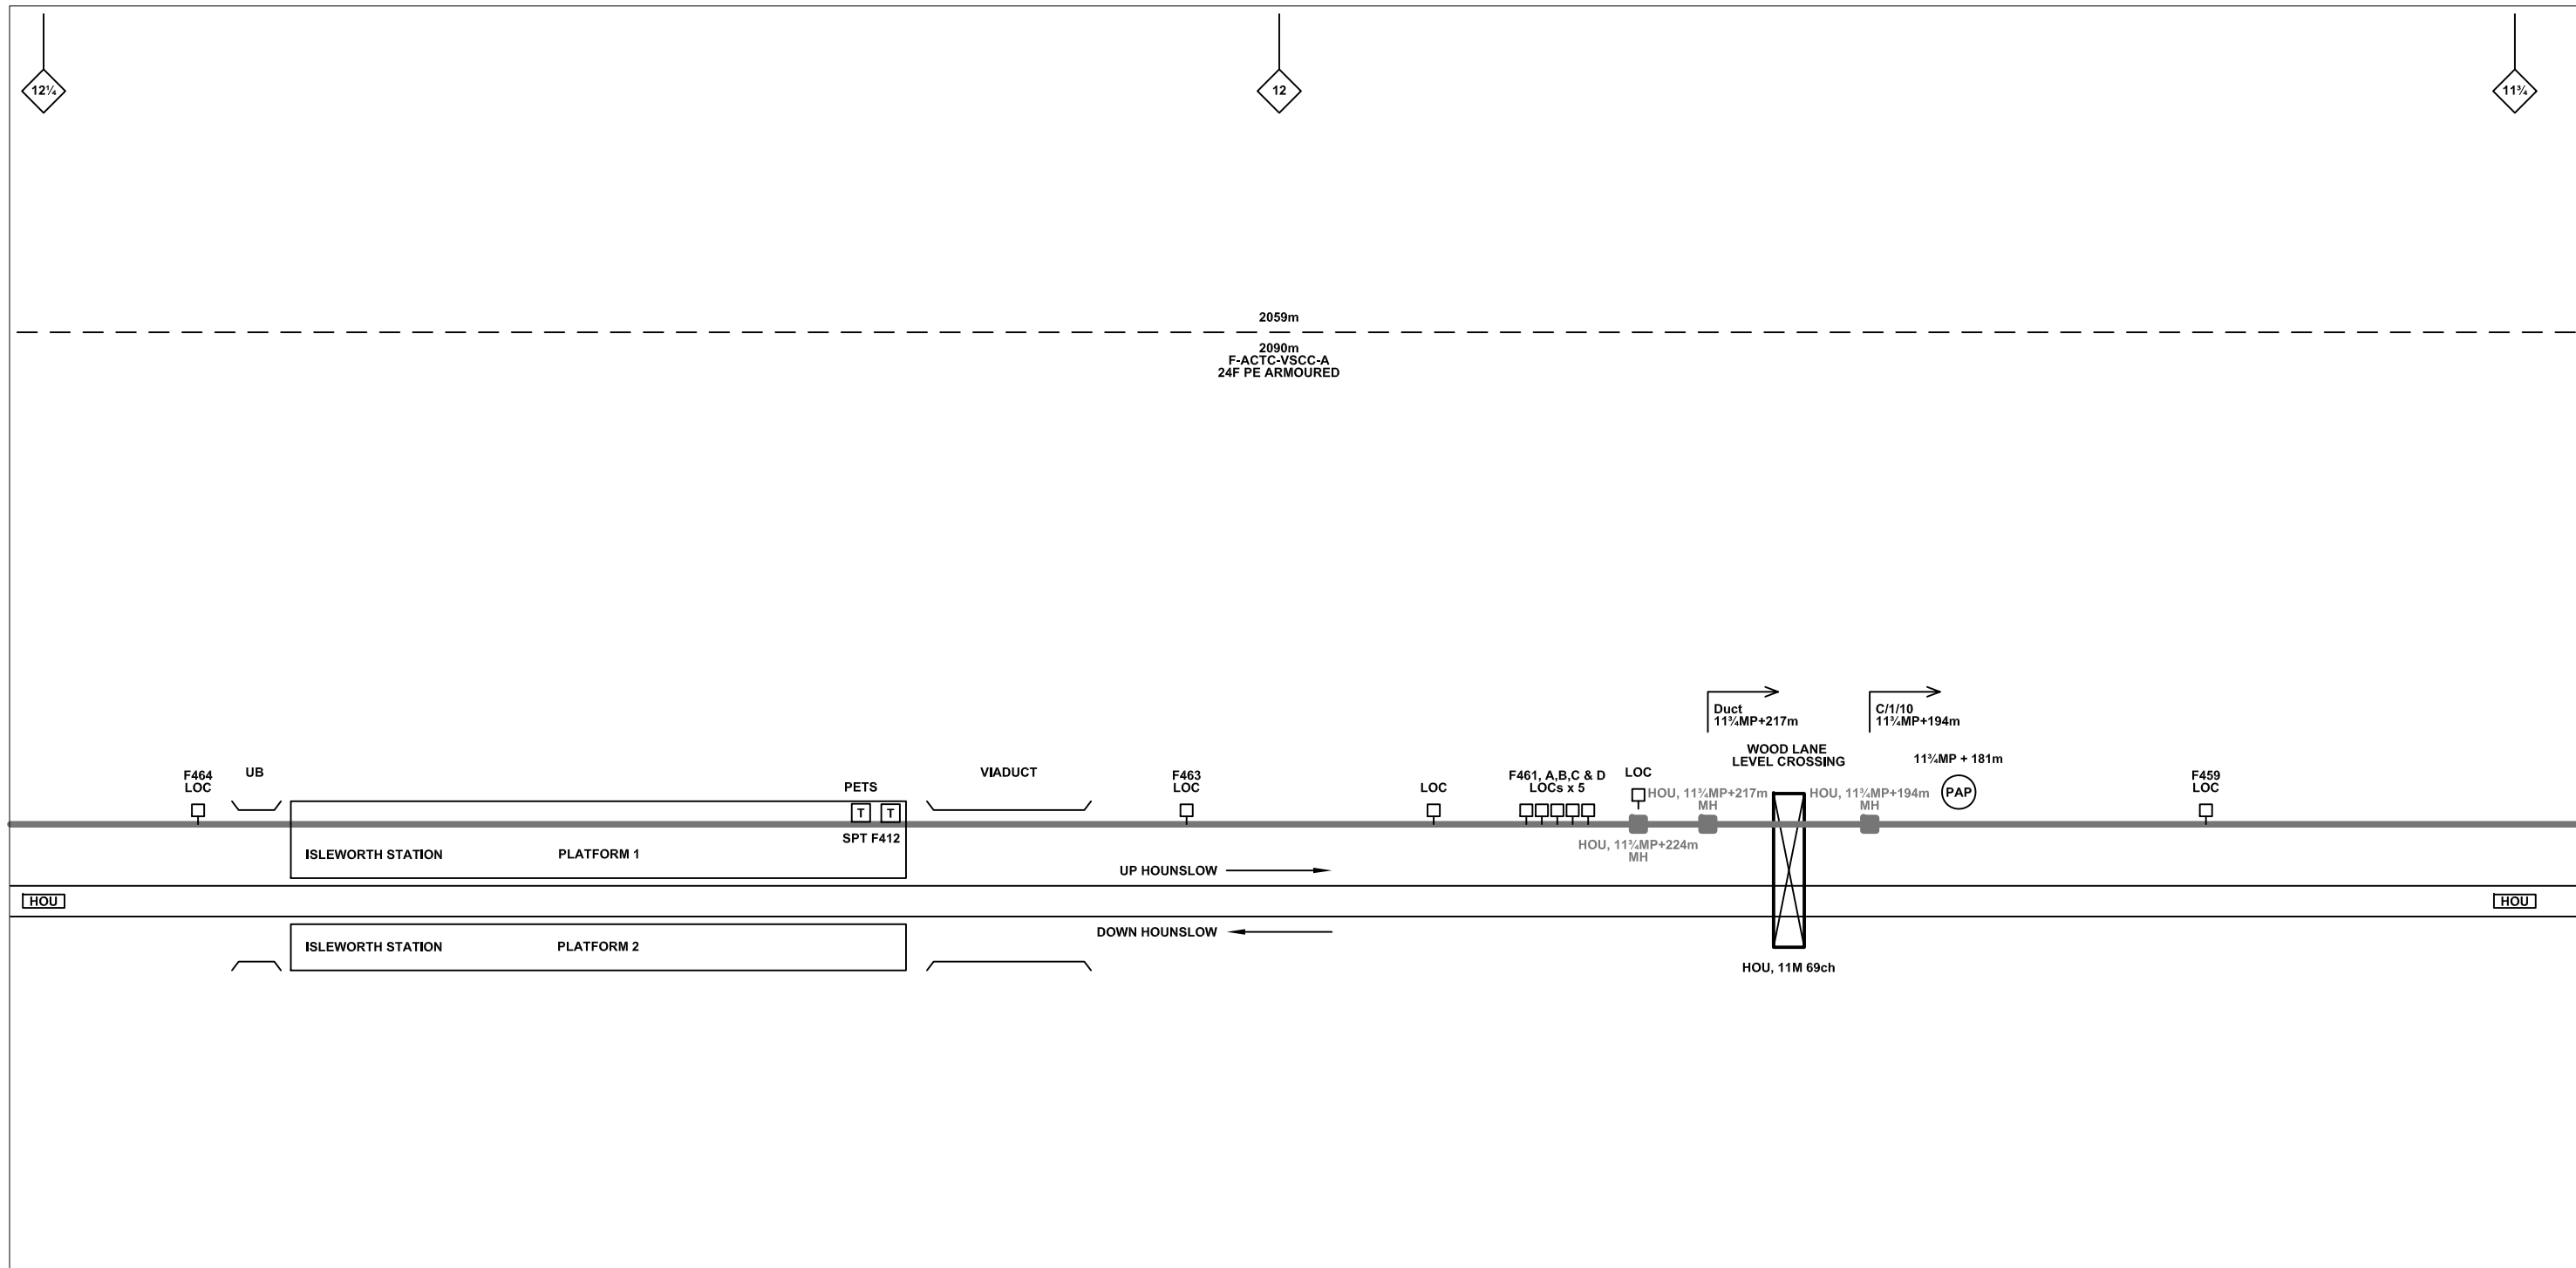 12¼
12
11¾
2059m
2090m
F-ACTC-VSCC-A
24F PE ARMOURED
Duct
11¾MP+217m
C/1/10
11¾MP+194m
WOOD LANE
LEVEL CROSSING
11¾MP + 181m
PAP
F464
LOC
UB
PETS
T
T
SPT F412
VIADUCT
F463
LOC
LOC
F461, A,B,C & D
LOCs x 5
LOC
HOU, 11¾MP+217m
MH
HOU, 11¾MP+194m
MH
F459
LOC
HOU, 11¾MP+224m
MH
ISLEWORTH STATION
PLATFORM 1
UP HOUNSLOW
HOU
HOU
DOWN HOUNSLOW
ISLEWORTH STATION
PLATFORM 2
HOU, 11M 69ch